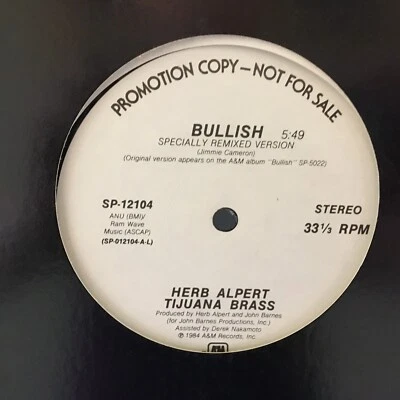 PROMOTION COPY—NOT FOR SALE
BULLISH 5:49
SPECIALLY REMIXED VERSION
(Jimmie Cameron)
(Original version appears on the A&M album "Bullish" SP-5022)
SP-12104
ANU (BMI)/
Ram Wave
Music (ASCAP)
(SP-012104-A-L)
STEREO
33⅓ RPM
HERB ALPERT
TIJUANA BRASS
Produced by Herb Alpert and John Barnes
(for John Barnes Productions, Inc.)
Assisted by Derek Nakamoto
℗ 1984 A&M Records, Inc.
A&M